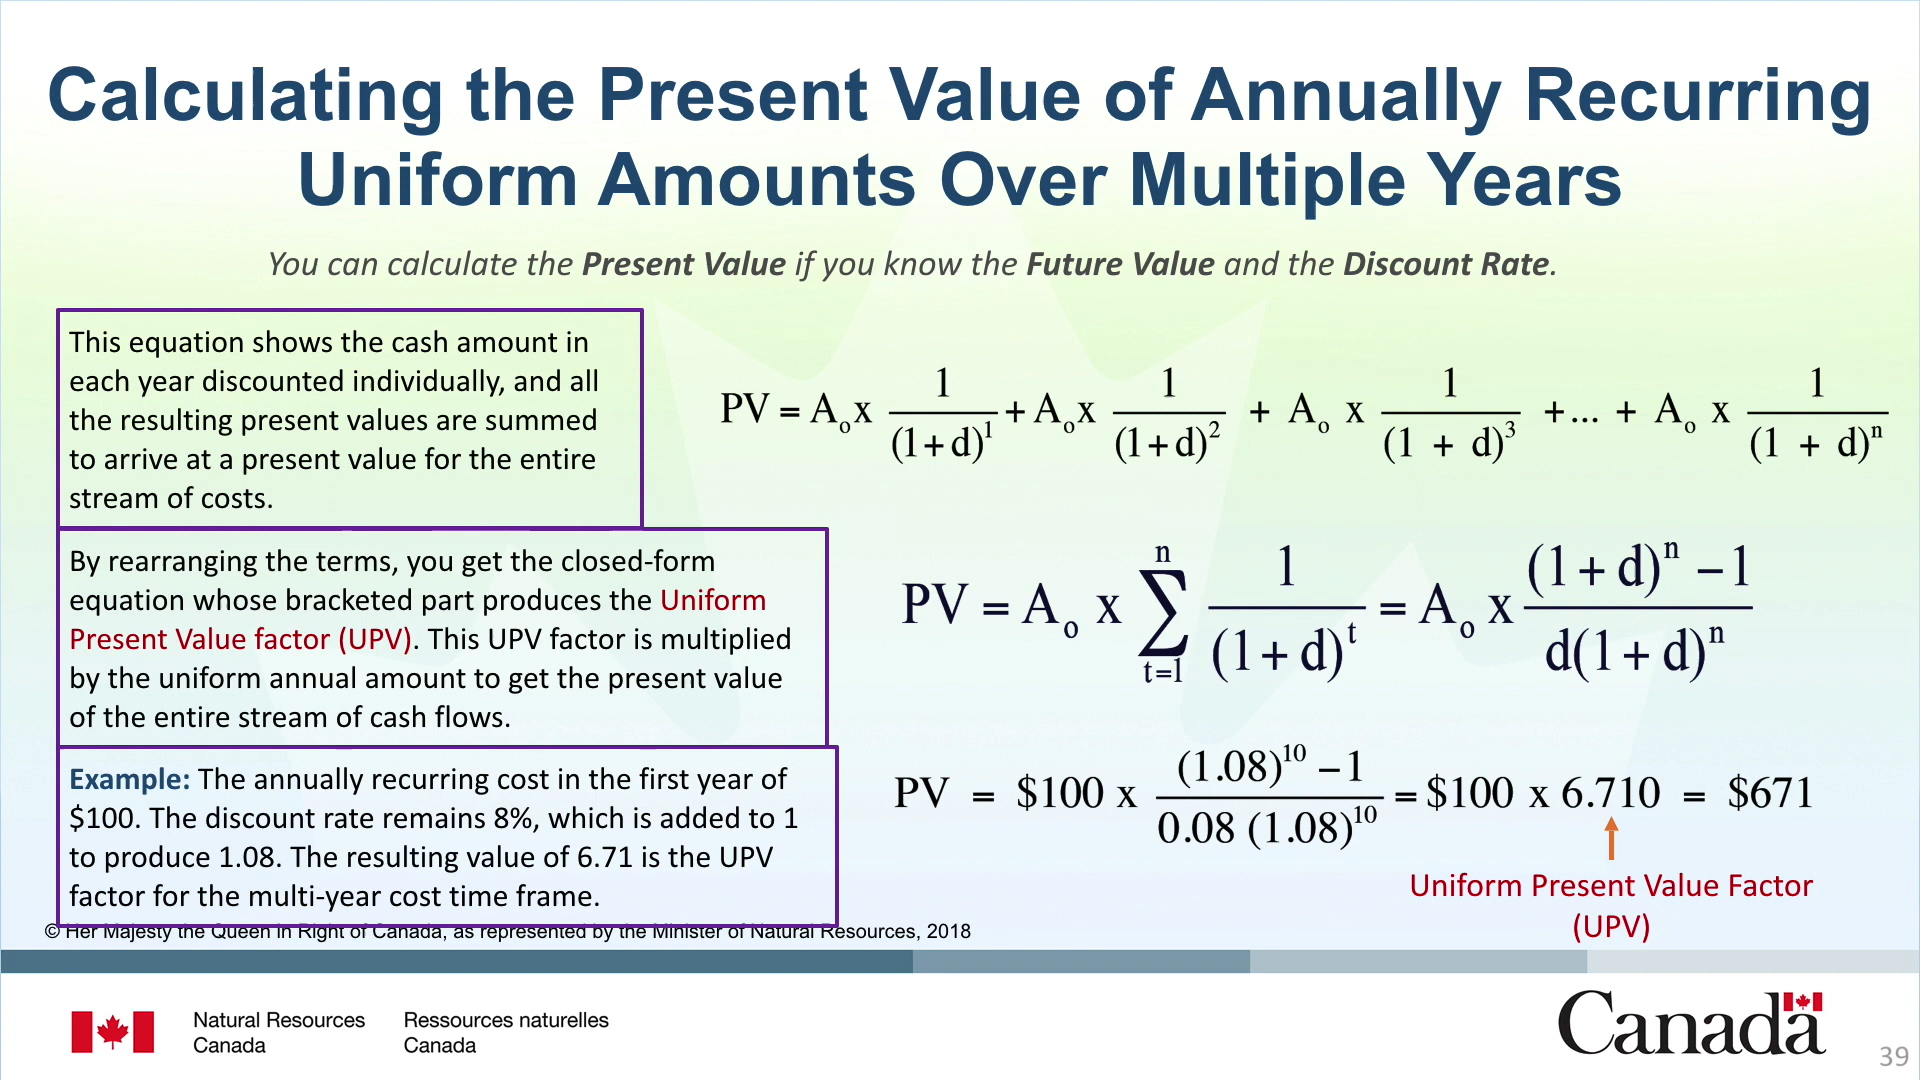 Calculating the Present Value of Annually Recurring
Uniform Amounts Over Multiple Years
You can calculate the Present Value if you know the Future Value and the Discount Rate.
This equation shows the cash amount in
each year discounted individually, and all
the resulting present values are summed
to arrive at a present value for the entire
stream of costs.
PV = A₀x 1/(1+d)¹ + A₀x 1/(1+d)² + A₀ x 1/(1 + d)³ +... + A₀ x 1/(1 + d)ⁿ
By rearranging the terms, you get the closed-form
equation whose bracketed part produces the Uniform
Present Value factor (UPV). This UPV factor is multiplied
by the uniform annual amount to get the present value
of the entire stream of cash flows.
PV = A₀ x n∑t=1 1/(1+d)ᵗ = A₀ x (1+d)ⁿ −1/d(1+d)ⁿ
Example: The annually recurring cost in the first year of
$100. The discount rate remains 8%, which is added to 1
to produce 1.08. The resulting value of 6.71 is the UPV
factor for the multi-year cost time frame.
PV = $100 x (1.08)¹⁰ −1/0.08 (1.08)¹⁰ = $100 x 6.710 = $671
Uniform Present Value Factor
(UPV)
© Her Majesty the Queen in Right of Canada, as represented by the Minister of Natural Resources, 2018
Natural Resources
Canada
Ressources naturelles
Canada
Canada
39